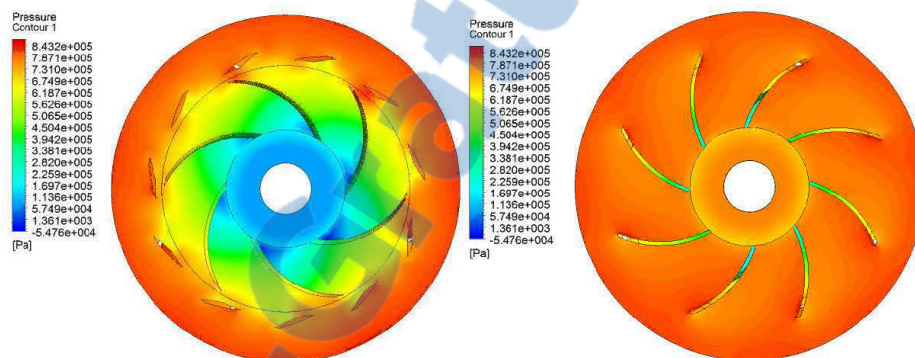 Pressure
Contour 1
8.432e+005
7.871e+005
7.310e+005
6.749e+005
6.187e+005
5.626e+005
5.065e+005
4.504e+005
3.942e+005
3.381e+005
2.820e+005
2.259e+005
1.697e+005
1.136e+005
5.749e+004
1.361e+003
-5.476e+004
[Pa]
Pressure
Contour 1
8.432e+005
7.871e+005
7.310e+005
6.749e+005
6.187e+005
5.626e+005
5.065e+005
4.504e+005
3.942e+005
3.381e+005
2.820e+005
2.259e+005
1.697e+005
1.136e+005
5.749e+004
1.361e+003
-5.476e+004
[Pa]